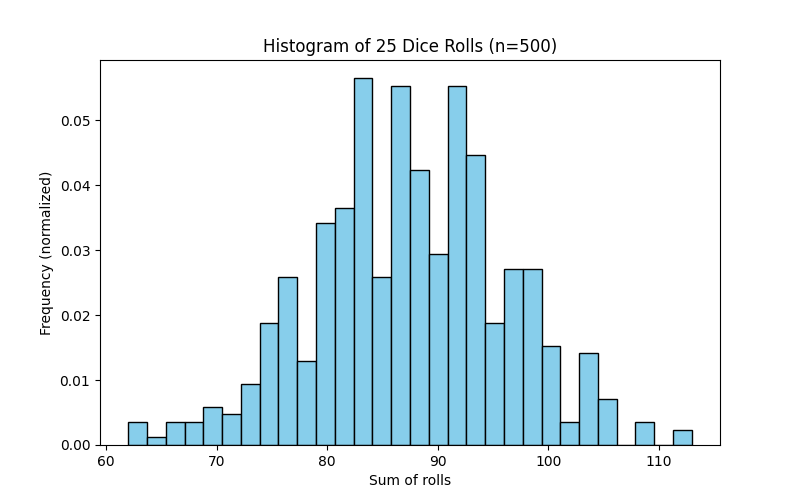 Histogram of 25 Dice Rolls (n=500)
Frequency (normalized)
0.05
0.04
0.03
0.02
0.01
0.00
60 70 80 90 100 110
Sum of rolls